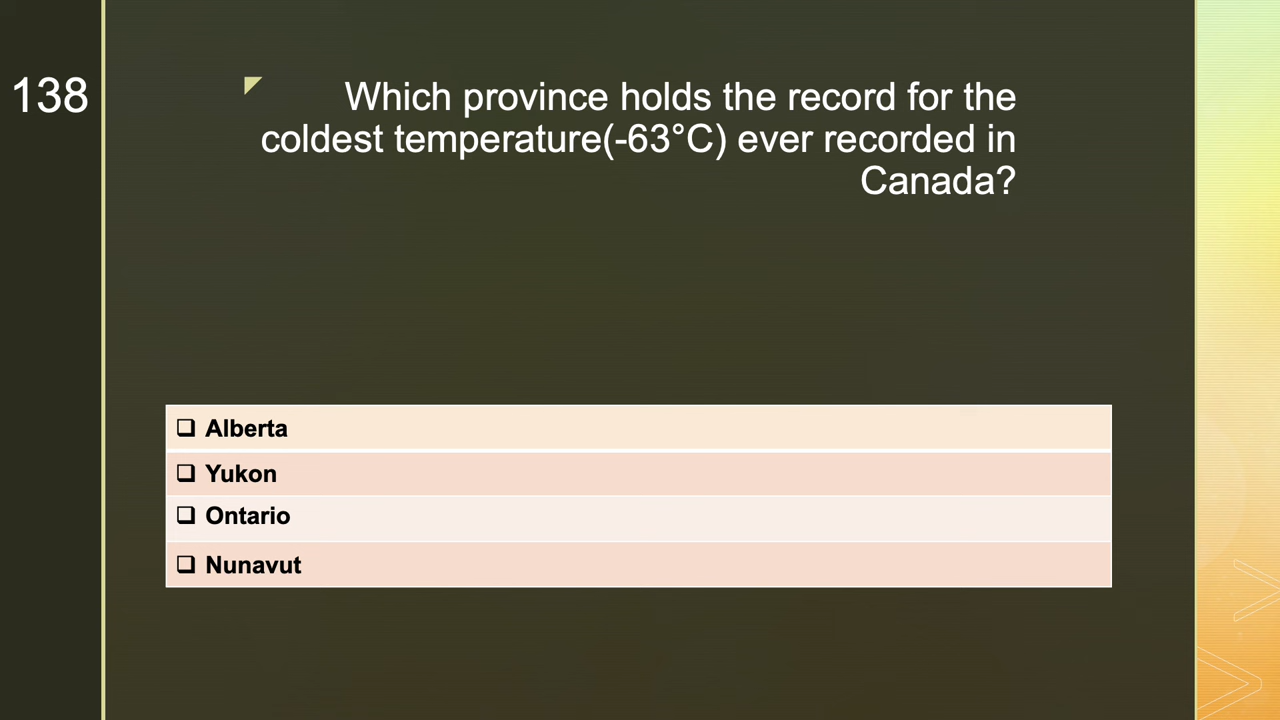 138
Which province holds the record for the
coldest temperature(-63°C) ever recorded in
Canada?
❑ Alberta
❑ Yukon
❑ Ontario
❑ Nunavut